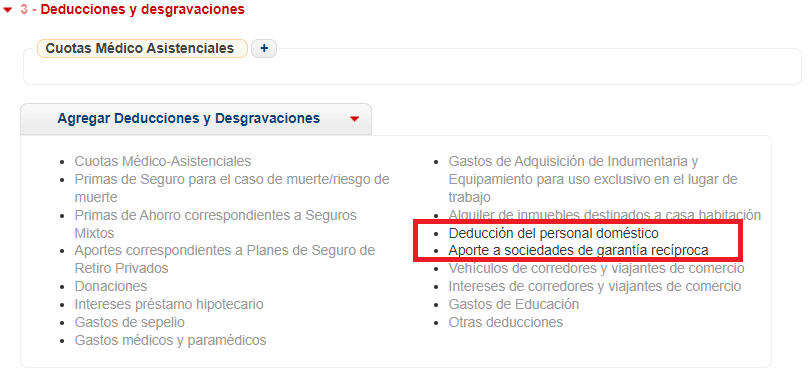 3 - Deducciones y desgravaciones
Cuotas Médico Asistenciales +
Agregar Deducciones y Desgravaciones
Cuotas Médico-Asistenciales
Primas de Seguro para el caso de muerte/riesgo de
muerte
Primas de Ahorro correspondientes a Seguros
Mixtos
Aportes correspondientes a Planes de Seguro de
Retiro Privados
Donaciones
Intereses préstamo hipotecario
Gastos de sepelio
Gastos médicos y paramédicos
Gastos de Adquisición de Indumentaria y
Equipamiento para uso exclusivo en el lugar de
trabajo
Alquiler de inmuebles destinados a casa habitación
Deducción del personal doméstico
Aporte a sociedades de garantía recíproca
Vehículos de corredores y viajantes de comercio
Intereses de corredores y viajantes de comercio
Gastos de Educación
Otras deducciones